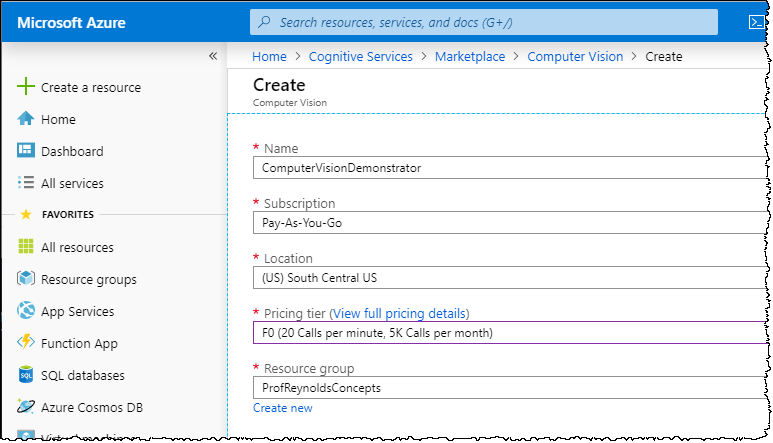 Microsoft Azure
Search resources, services, and docs (G+/)
«
Home > Cognitive Services > Marketplace > Computer Vision > Create
Create a resource
Home
Dashboard
All services
FAVORITES
All resources
Resource groups
App Services
Function App
SQL databases
Azure Cosmos DB
Create
Computer Vision
* Name
ComputerVisionDemonstrator
* Subscription
Pay-As-You-Go
* Location
(US) South Central US
* Pricing tier (View full pricing details)
F0 (20 Calls per minute, 5K Calls per month)
* Resource group
ProfReynoldsConcepts
Create new